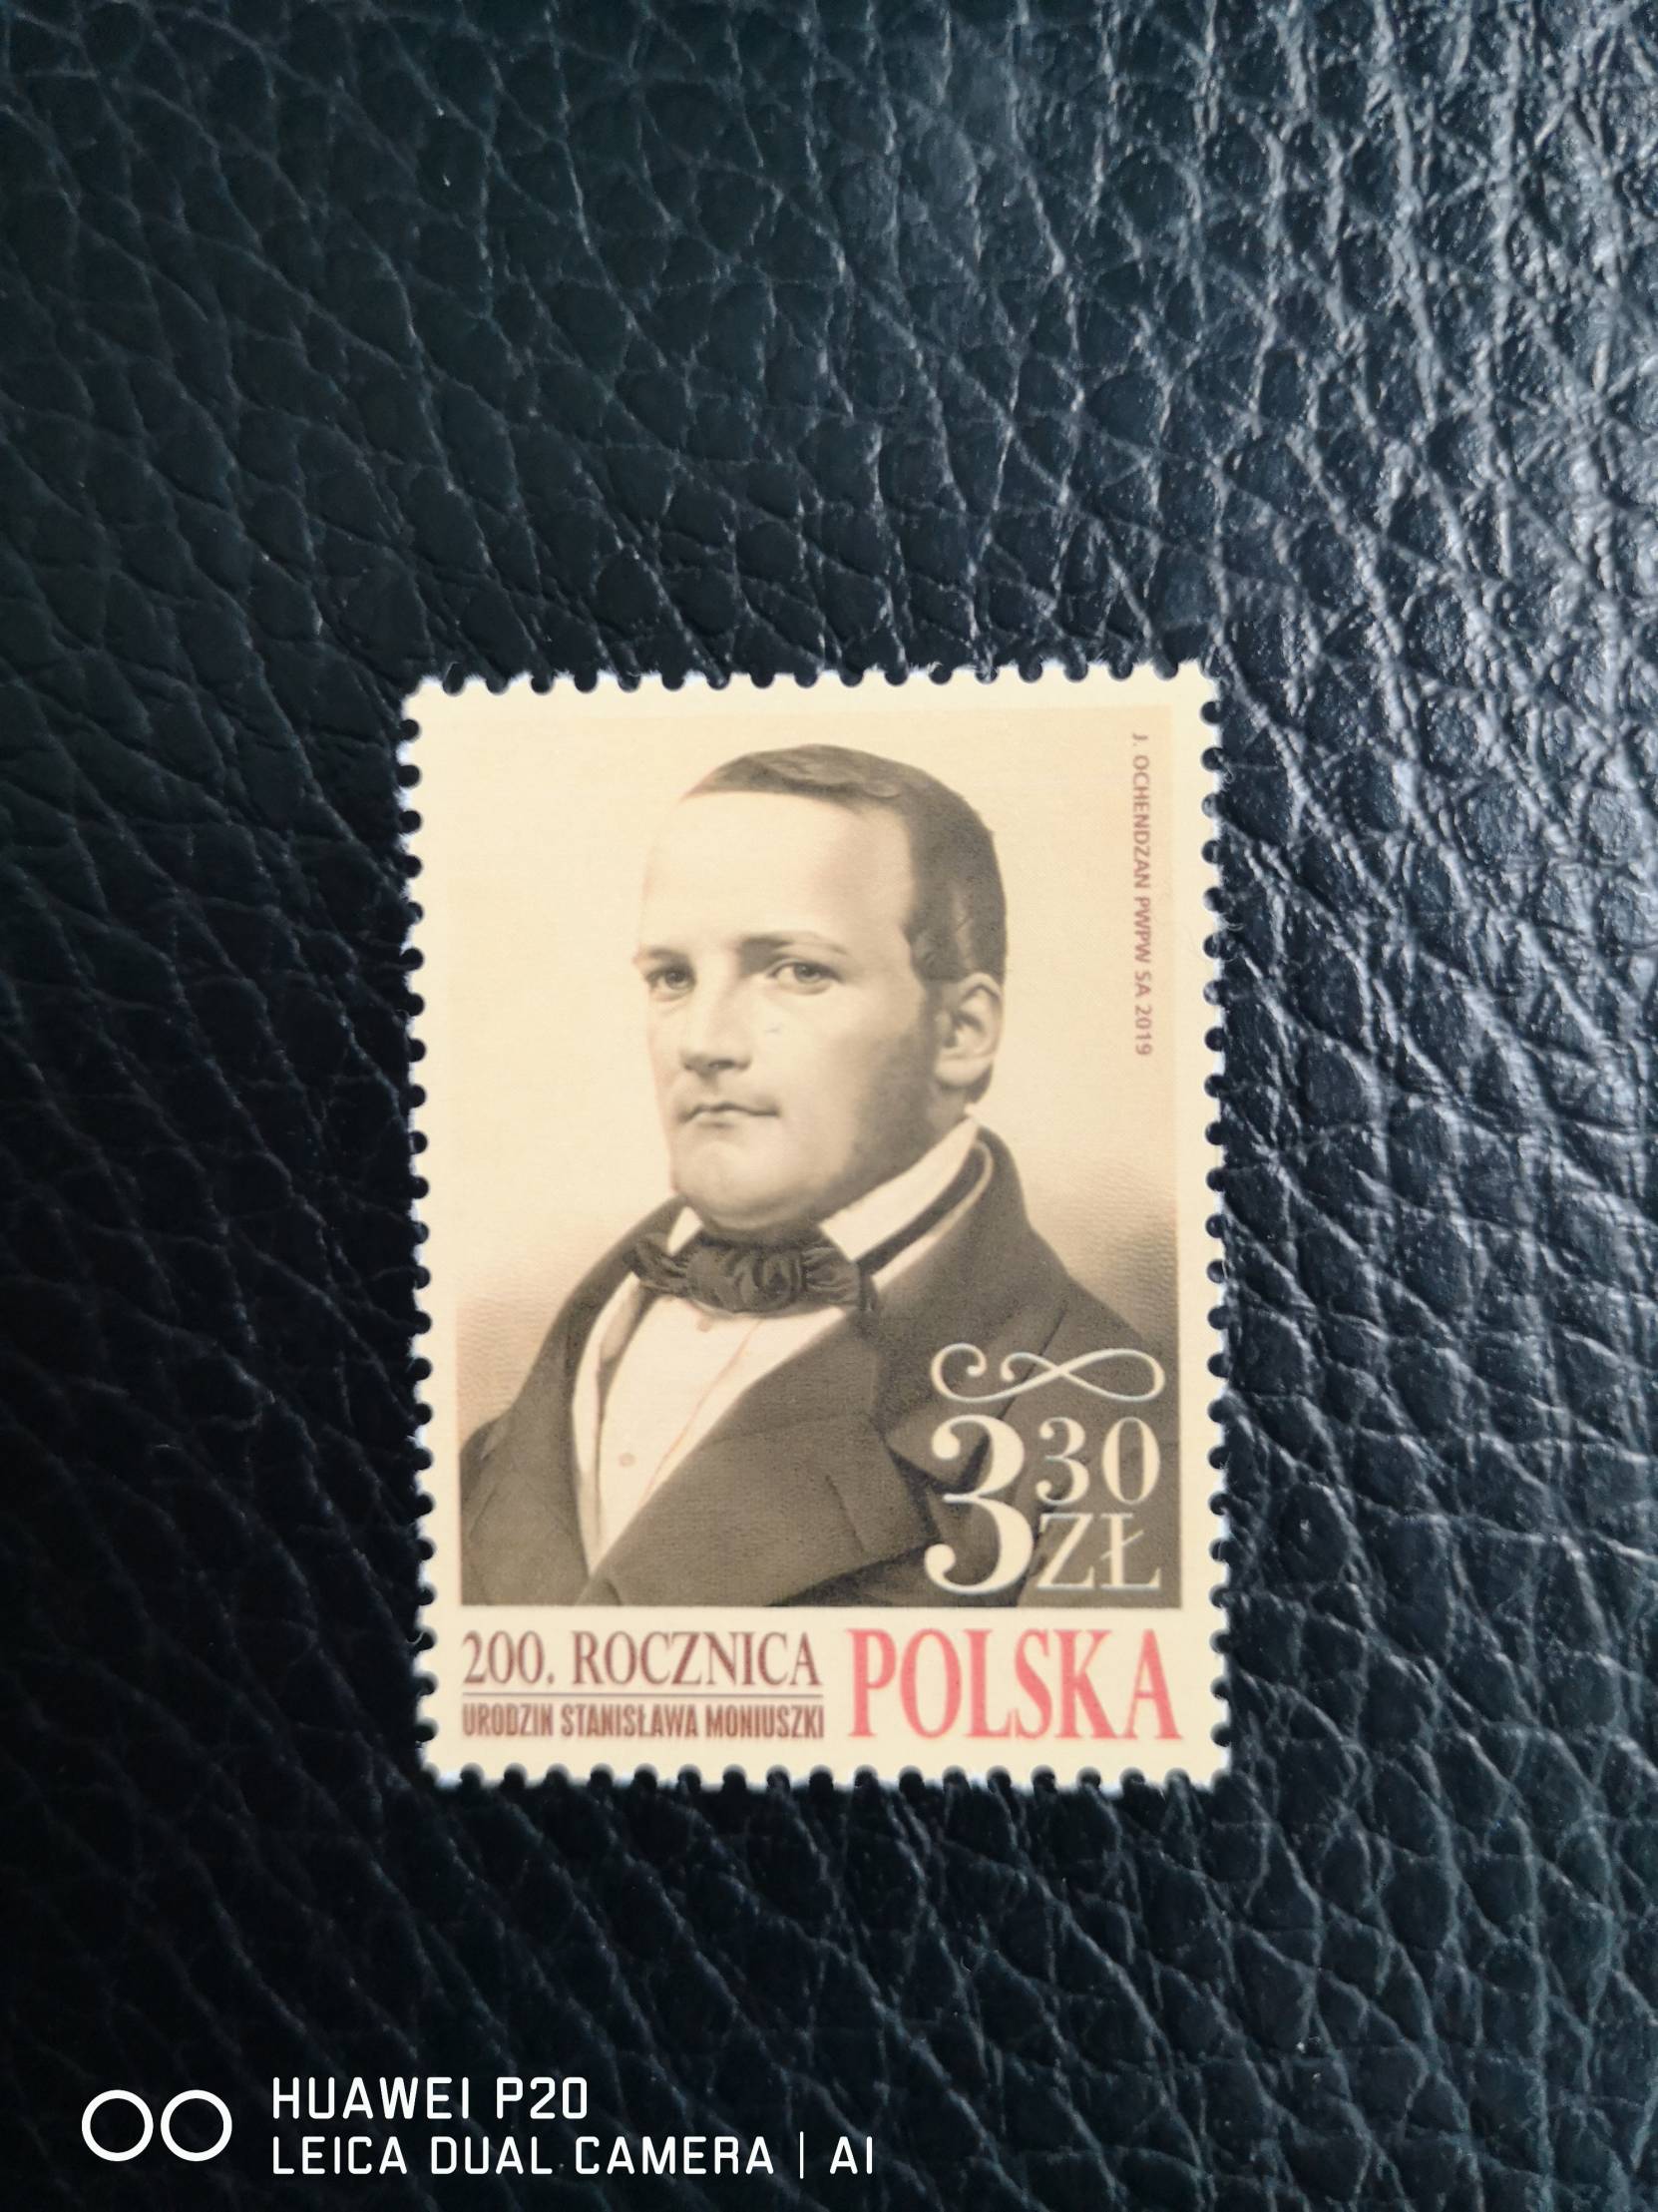 J. OCHENDZAN PWPW SA 2019
3 30
ZŁ
200. ROCZNICA
URODZIN STANISŁAWA MONIUSZKI
POLSKA
HUAWEI P20
LEICA DUAL CAMERA | AI